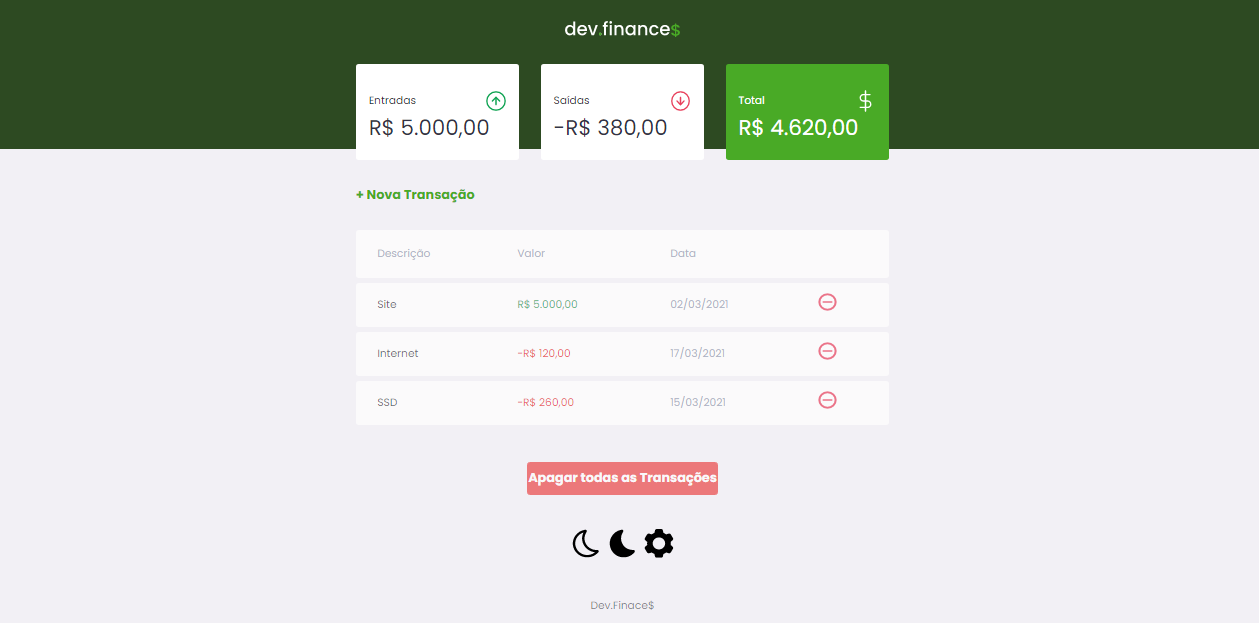 dev.finance$
Entradas
R$ 5.000,00
Saídas
-R$ 380,00
Total
$
R$ 4.620,00
+ Nova Transação
Descrição Valor Data
Site R$ 5.000,00 02/03/2021
Internet -R$ 120,00 17/03/2021
SSD -R$ 260,00 15/03/2021
Apagar todas as Transações
Dev.Finace$